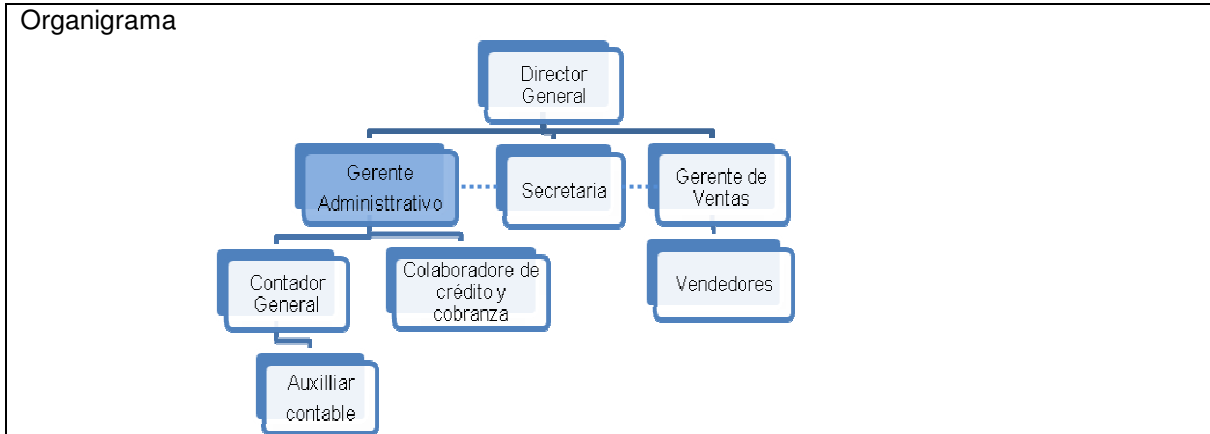 Organigrama
Director
General
Gerente
Administtrativo
Secretaria
Gerente de
Ventas
Contador
General
Colaboradore de
crédito y
cobranza
Vendedores
Auxilliar
contable